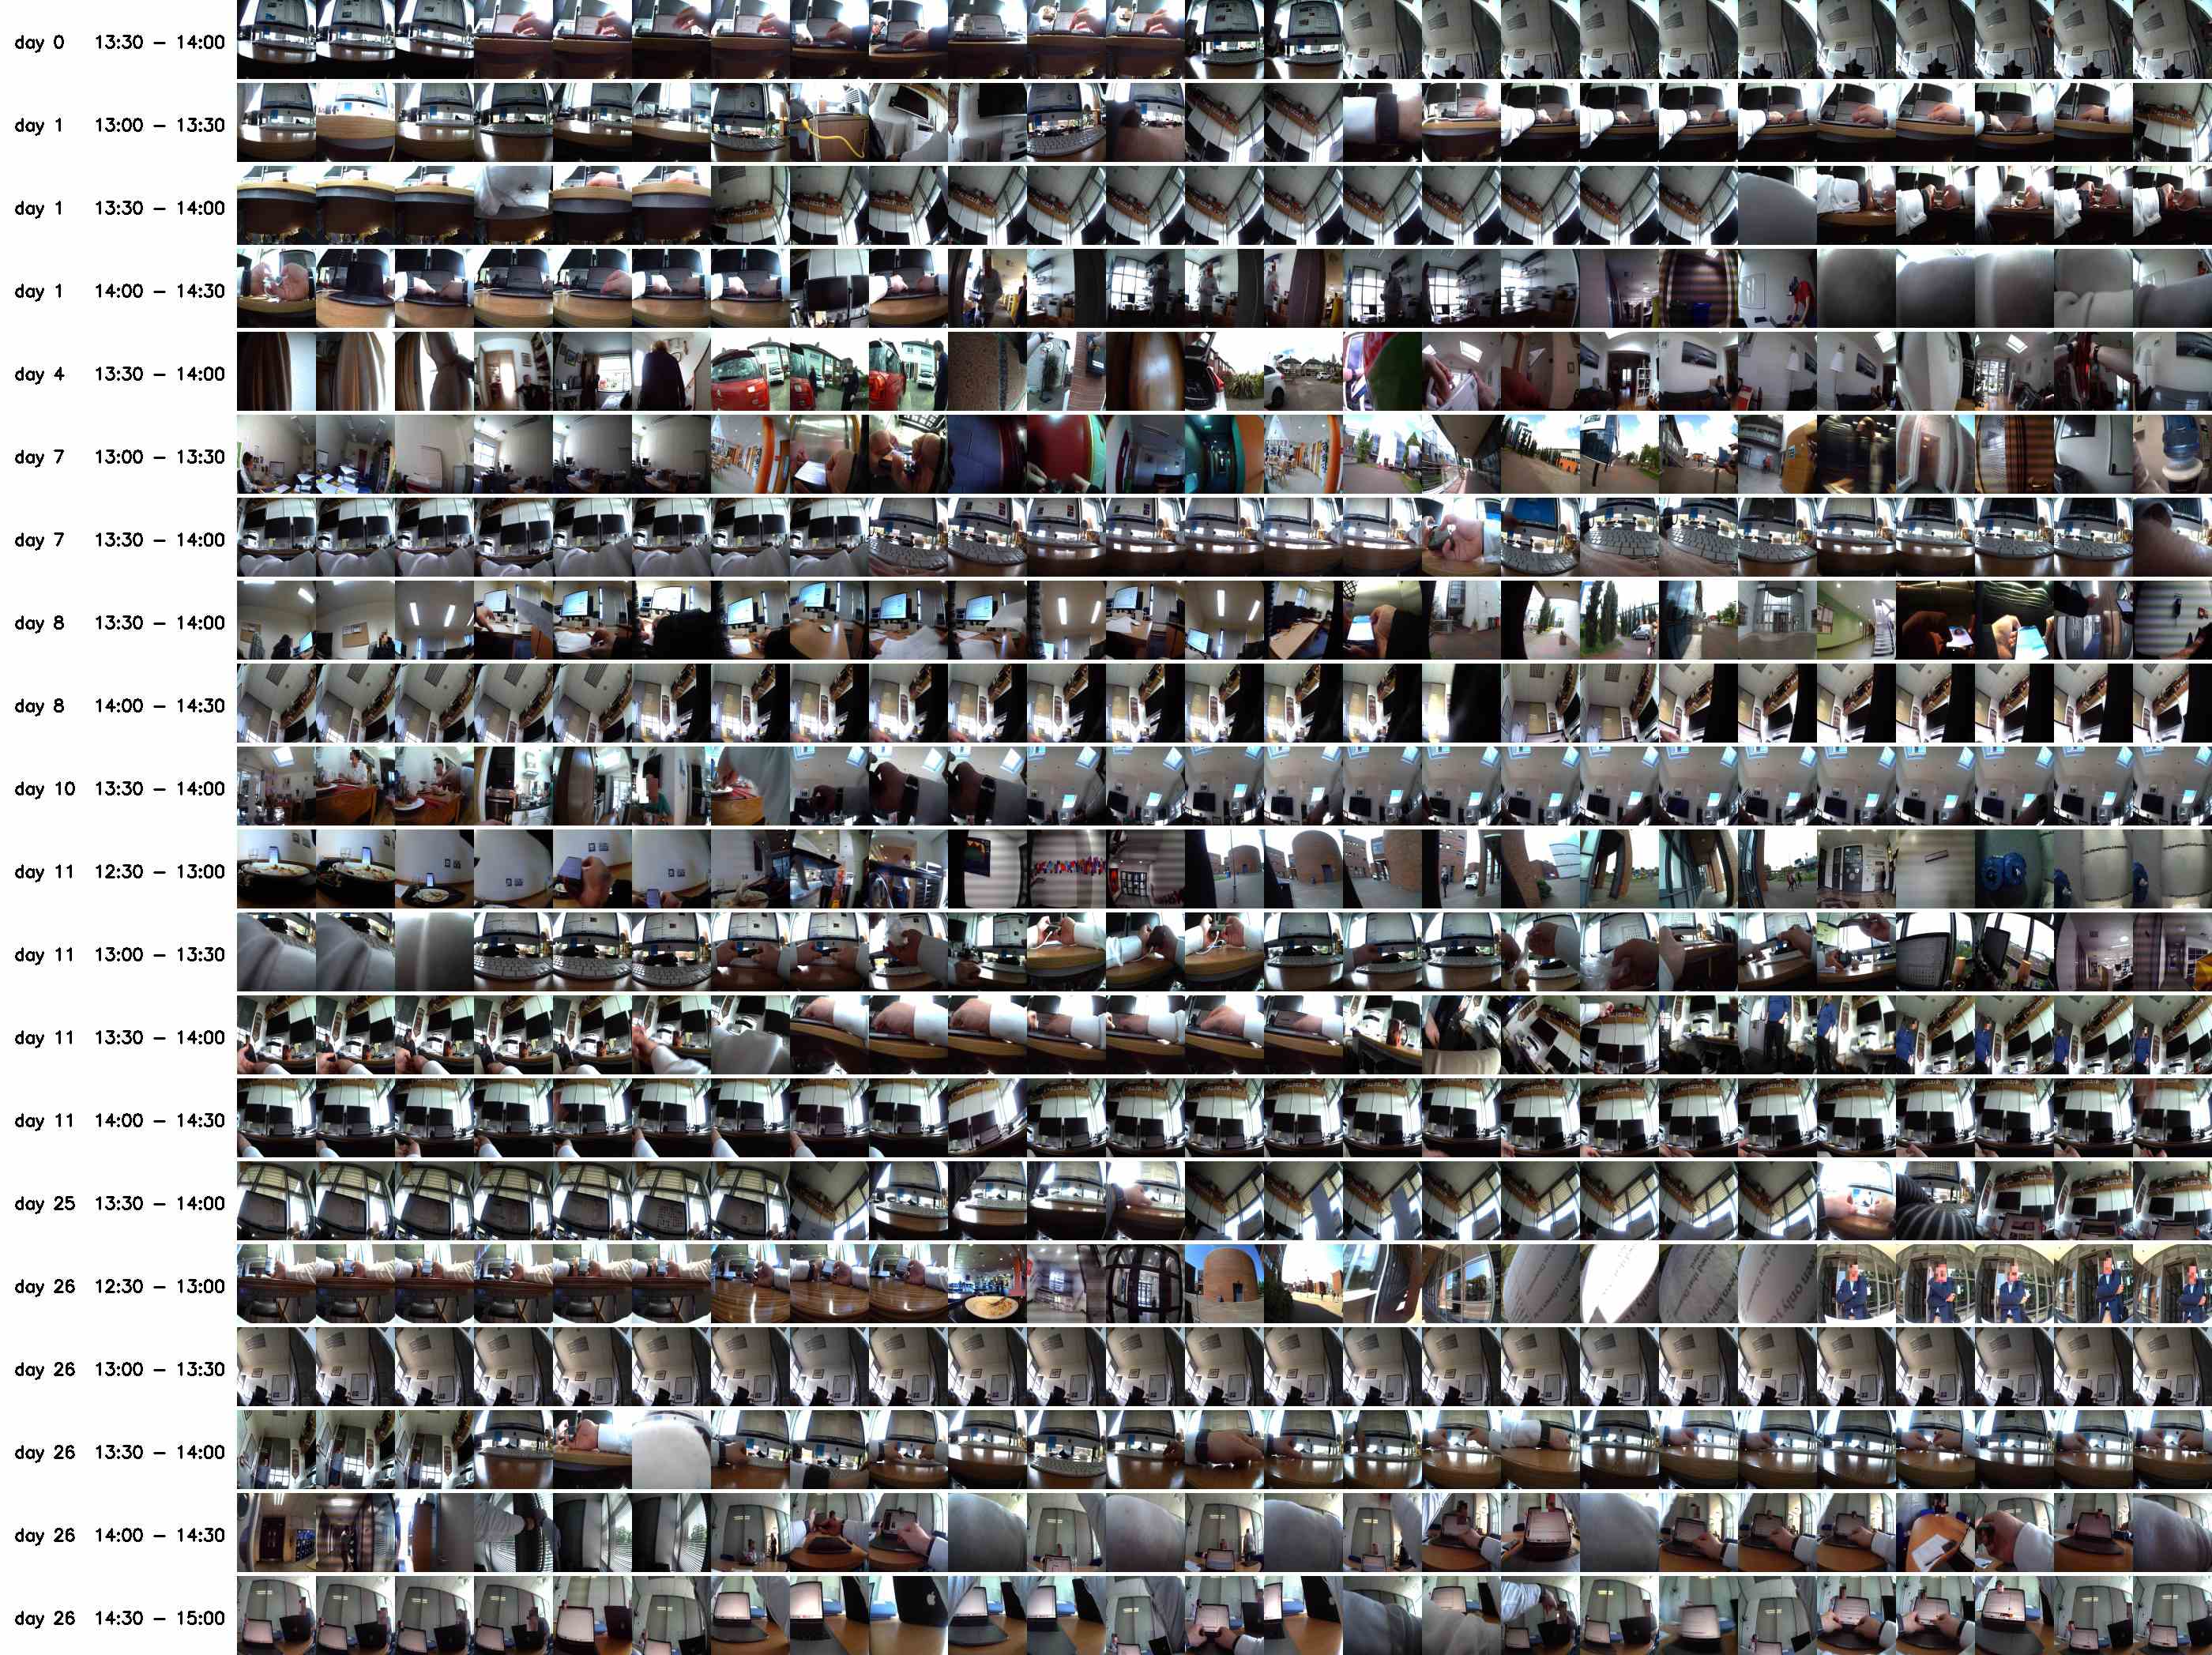 day 0 13:30 - 14:00
day 1 13:00 - 13:30
day 1 13:30 - 14:00
day 1 14:00 - 14:30
day 4 13:30 - 14:00
day 7 13:00 - 13:30
day 7 13:30 - 14:00
day 8 13:30 - 14:00
day 8 14:00 - 14:30
day 10 13:30 - 14:00
day 11 12:30 - 13:00
day 11 13:00 - 13:30
day 11 13:30 - 14:00
day 11 14:00 - 14:30
day 25 13:30 - 14:00
day 26 12:30 - 13:00
day 26 13:00 - 13:30
day 26 13:30 - 14:00
day 26 14:00 - 14:30
day 26 14:30 - 15:00